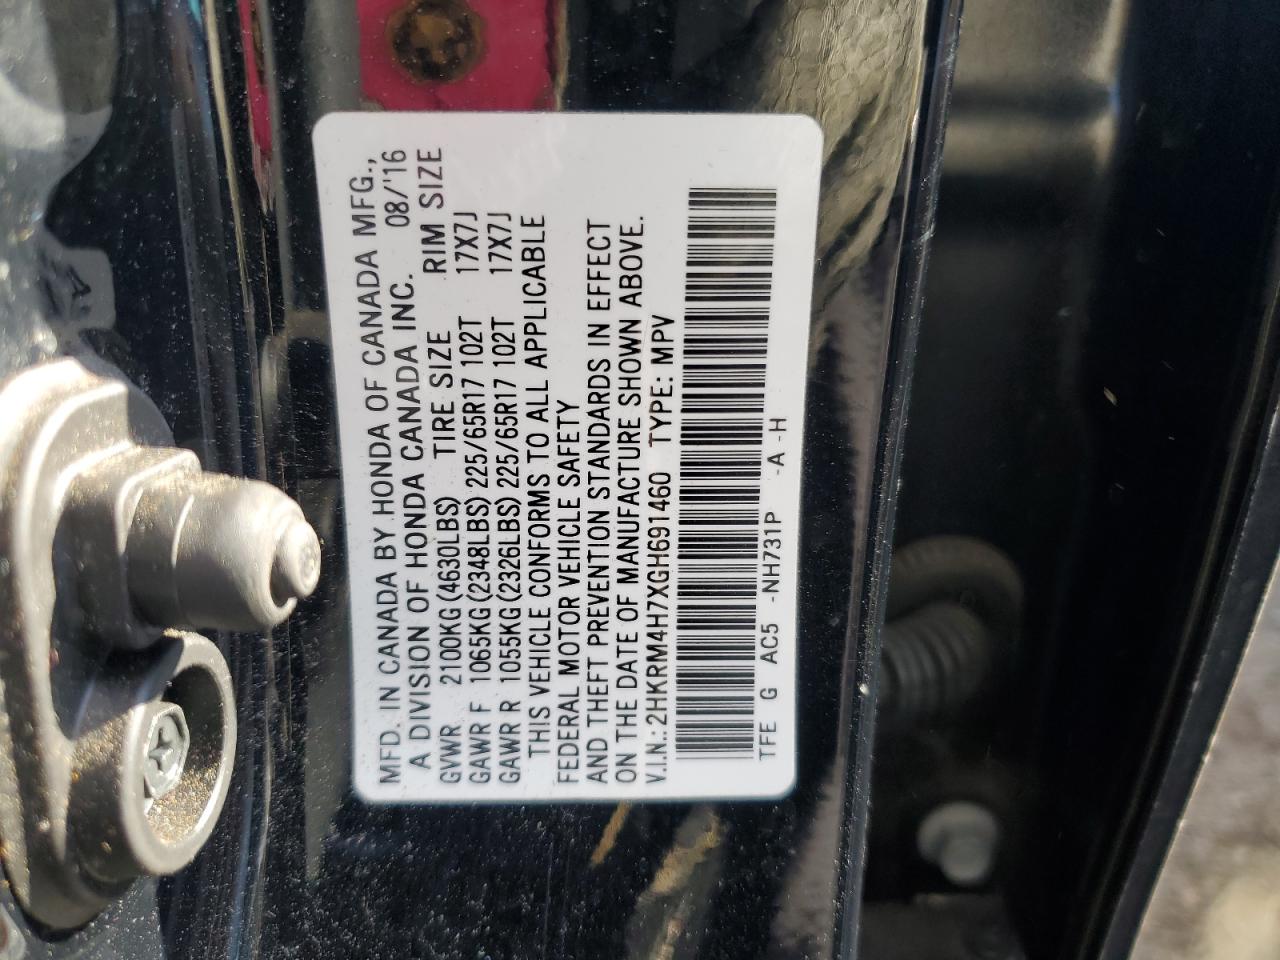 MFD. IN CANADA BY HONDA OF CANADA MFG.,
A DIVISION OF HONDA CANADA INC. 08/'16
GVWR 2100KG (4630LBS) TIRE SIZE RIM SIZE
GAWR F 1065KG (2348LBS) 225/65R17 102T 17X7J
GAWR R 1055KG (2326LBS) 225/65R17 102T 17X7J
THIS VEHICLE CONFORMS TO ALL APPLICABLE
FEDERAL MOTOR VEHICLE SAFETY
AND THEFT PREVENTION STANDARDS IN EFFECT
ON THE DATE OF MANUFACTURE SHOWN ABOVE.
V.I.N.: 2HKRM4H7XGH691460 TYPE: MPV
TFE G AC5 -NH731P -A -H